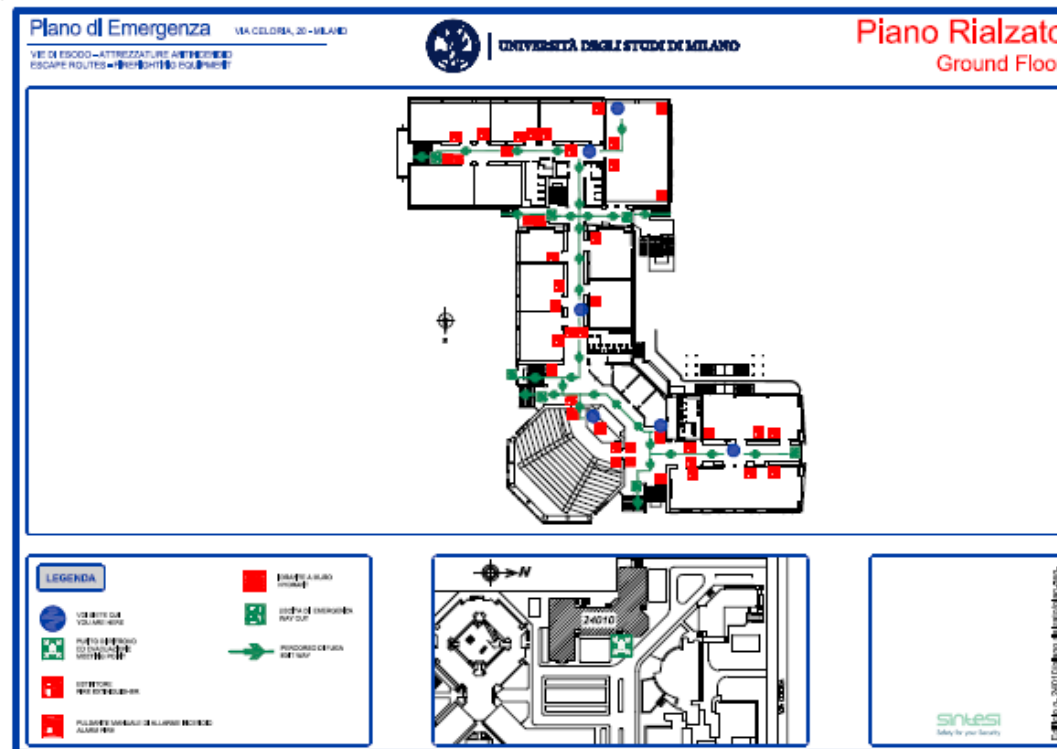 Piano di Emergenza
VIA CELORIA, 20 - MILANO
VIE DI ESODO - ATTREZZATURE ANTINCENDIO
ESCAPE ROUTES - FIREFIGHTING EQUIPMENT
UNIVERSITÀ DEGLI STUDI DI MILANO
Piano Rialzato
Ground Floor
LEGENDA
VOI SIETE QUI
YOU ARE HERE
PUNTO DI RITROVO
ED EVACUAZIONE
MEETING POINT
ESTINTORE
FIRE EXTINGUISHER
PULSANTE MANUALE DI ALLARME INCENDIO
ALARM FIRE
IDRANTE A MURO
HYDRANT
USCITA DI EMERGENZA
WAY OUT
PERCORSO DI FUGA
EXIT WAY
N
24010
sintesi
Safety for your Security